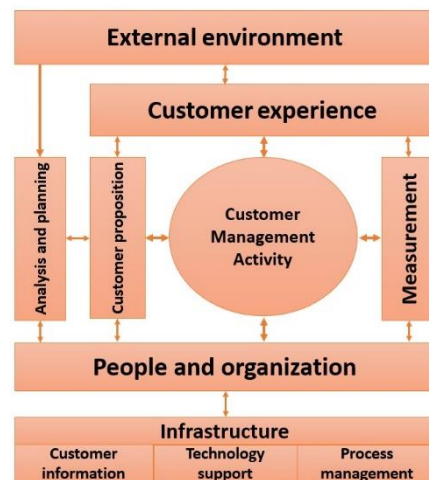 External environment
Customer experience
Analysis and planning
Customer proposition
Customer
Management
Activity
Measurement
People and organization
Infrastructure
Customer
information
Technology
support
Process
management